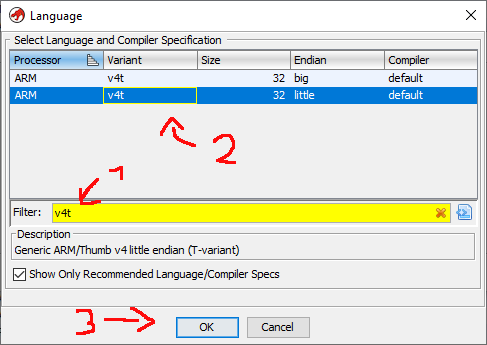 Language
Select Language and Compiler Specification
Processor Variant Size Endian Compiler
ARM v4t 32 big default
ARM v4t 32 little default
2
1
Filter: v4t
Description
Generic ARM/Thumb v4 little endian (T-variant)
Show Only Recommended Language/Compiler Specs
3 OK Cancel